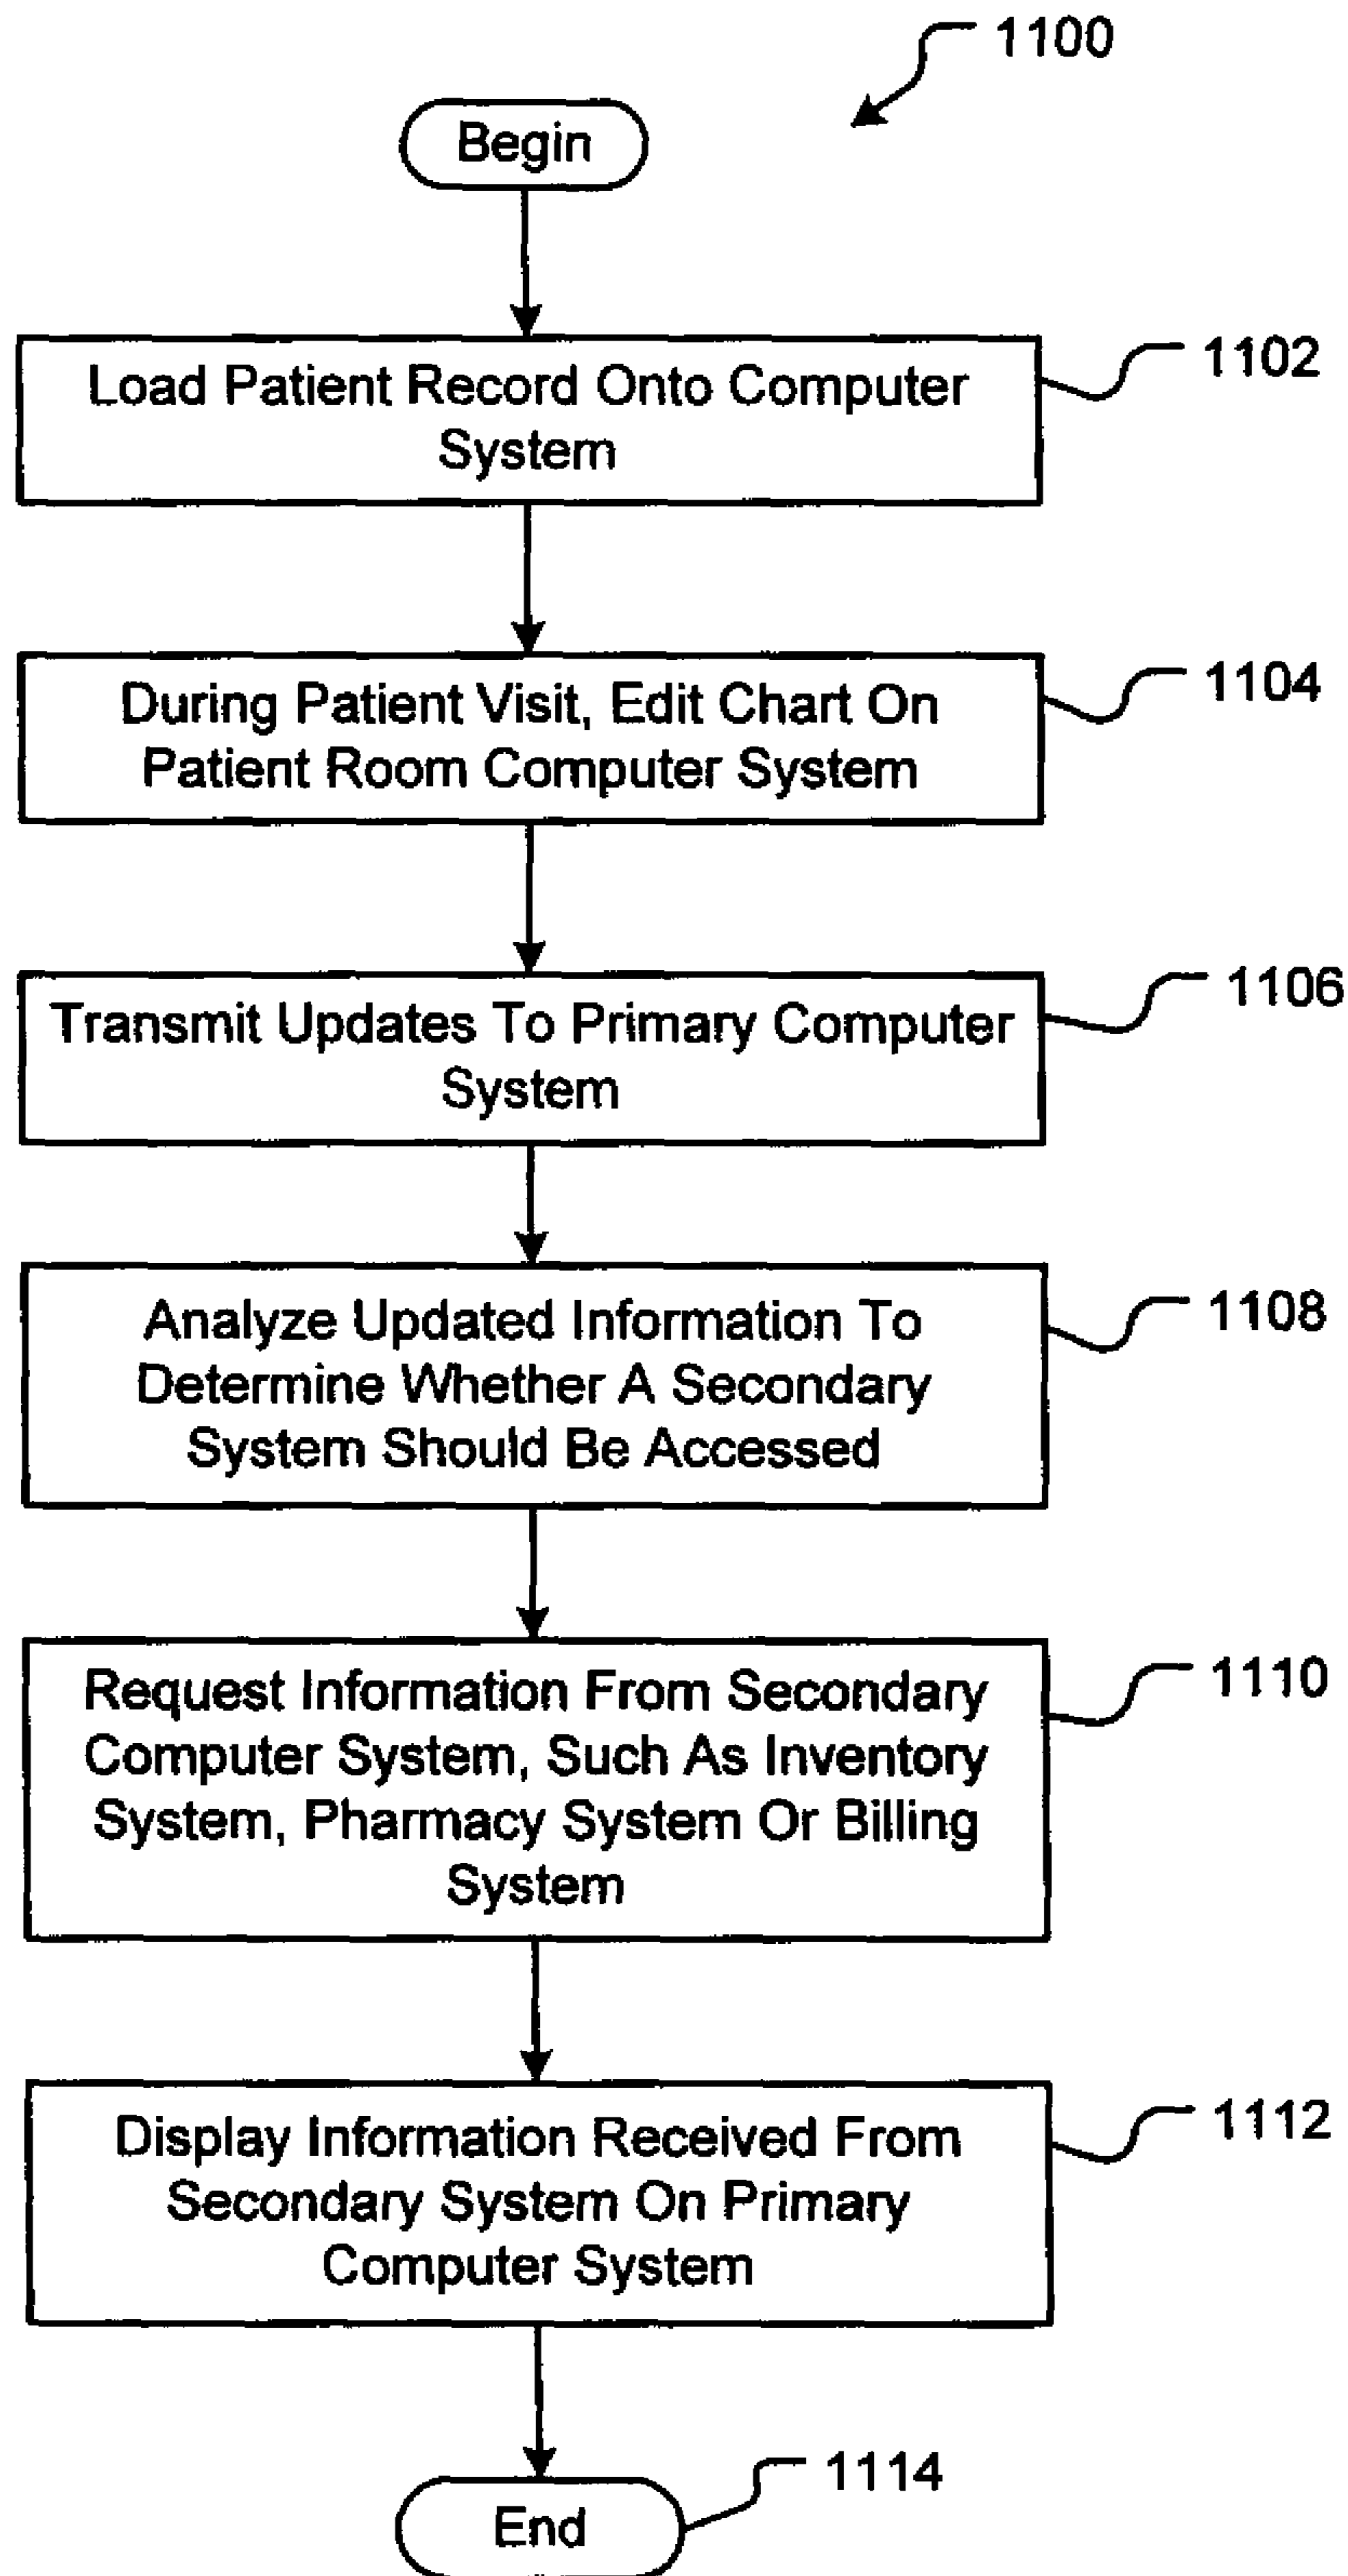 1100
Begin
Load Patient Record Onto Computer
System
1102
During Patient Visit, Edit Chart On
Patient Room Computer System
1104
Transmit Updates To Primary Computer
System
1106
Analyze Updated Information To
Determine Whether A Secondary
System Should Be Accessed
1108
Request Information From Secondary
Computer System, Such As Inventory
System, Pharmacy System Or Billing
System
1110
Display Information Received From
Secondary System On Primary
Computer System
1112
End
1114